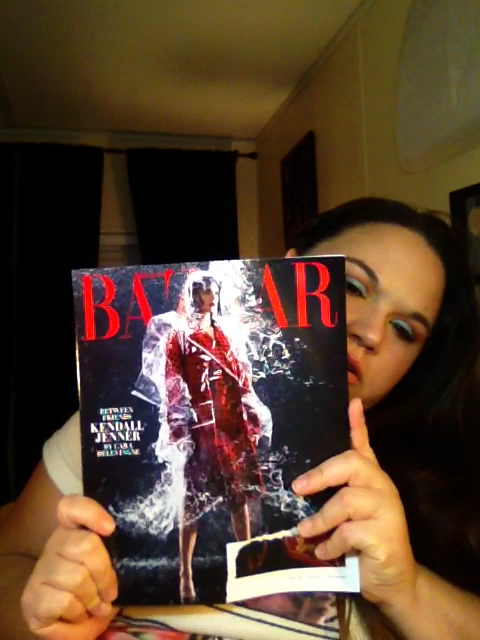 BAZAAR
BETWEEN
FRIENDS
KENDALL
JENNER
BY CARA
DELEVINGNE